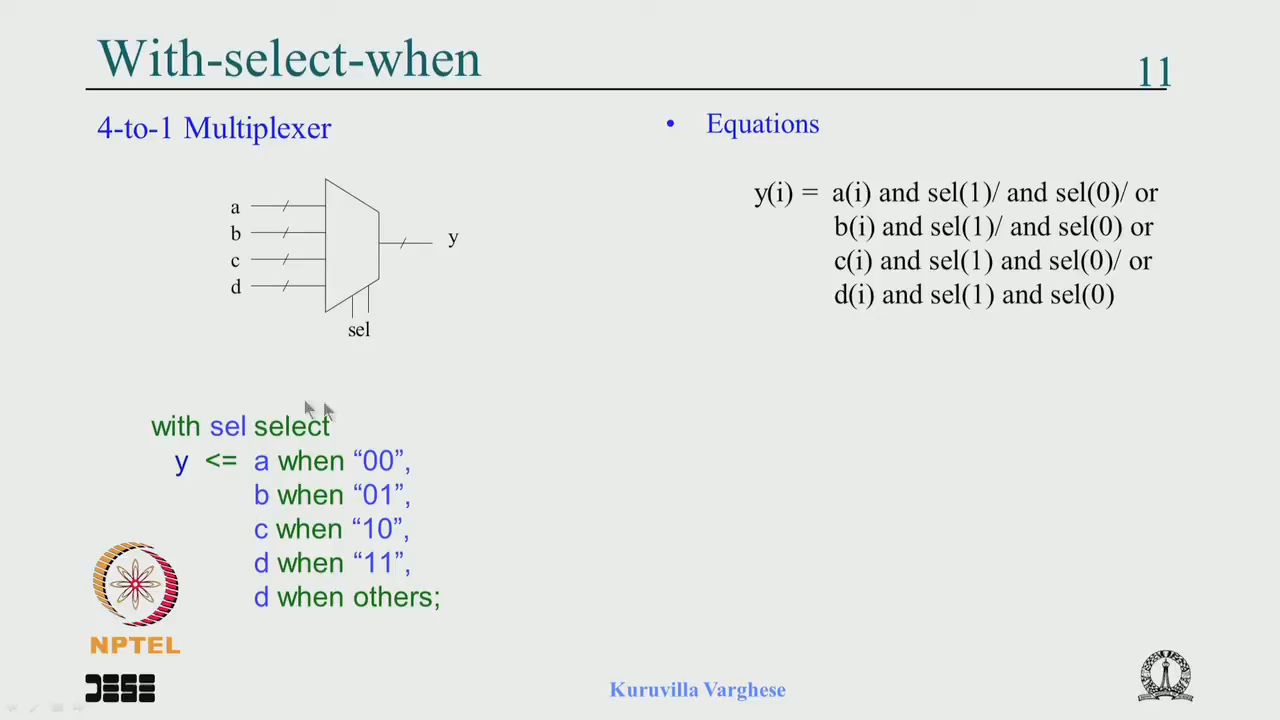 With-select-when
11
4-to-1 Multiplexer
a
b
c
d
y
sel
with sel select
y <= a when “00”,
b when “01”,
c when “10”,
d when “11”,
d when others;
• Equations
y(i) = a(i) and sel(1)/ and sel(0)/ or
b(i) and sel(1)/ and sel(0) or
c(i) and sel(1) and sel(0)/ or
d(i) and sel(1) and sel(0)
NPTEL
DESE
Kuruvilla Varghese